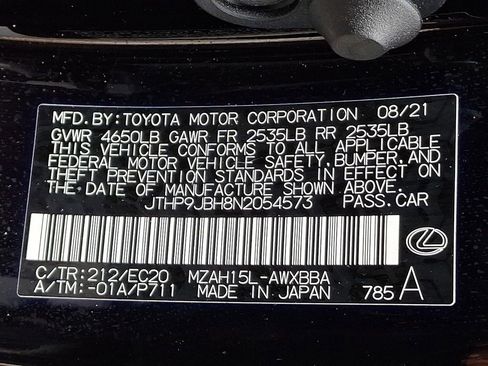 MFD. BY: TOYOTA MOTOR CORPORATION 08/21
GVWR 4650LB GAWR FR 2535LB RR 2535LB
THIS VEHICLE CONFORMS TO ALL APPLICABLE
FEDERAL MOTOR VEHICLE SAFETY, BUMPER, AND
THEFT PREVENTION STANDARDS IN EFFECT ON
THE DATE OF MANUFACTURE SHOWN ABOVE.
JTHP9JBH8N2054573 PASS. CAR
C/TR: 212/EC20 MZAH15L-AWXBBA
A/TM: -01A/P711 MADE IN JAPAN 785 A